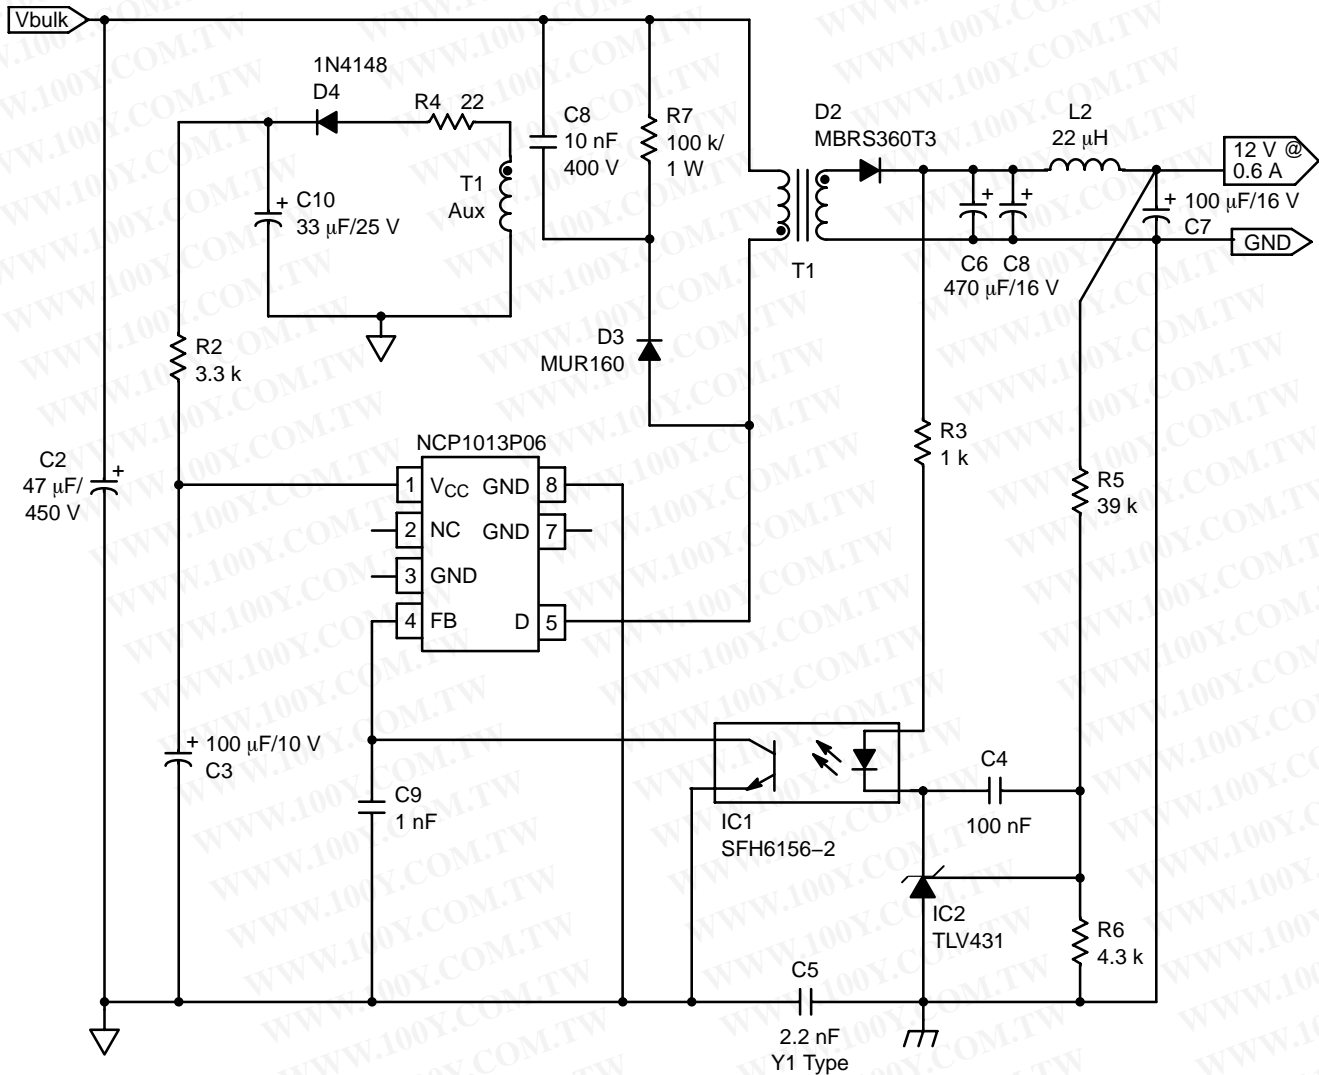 Vbulk
1N4148
D4
R4 22
C8
10 nF
400 V
R7
100 k/
1 W
D2
MBRS360T3
L2
22 μH
12 V @
0.6 A
T1
Aux
+ C10
33 μF/25 V
T1
+
+
C6 C8
470 μF/16 V
+ 100 μF/16 V
C7
GND
R2
3.3 k
D3
MUR160
NCP1013P06
C2
47 μF/
450 V
+
1 VCC GND 8
2 NC GND 7
3 GND
4 FB D 5
R3
1 k
R5
39 k
+ 100 μF/10 V
C3
C9
1 nF
IC1
SFH6156–2
C4
100 nF
IC2
TLV431
R6
4.3 k
C5
2.2 nF
Y1 Type
WWW.100Y.COM.TW